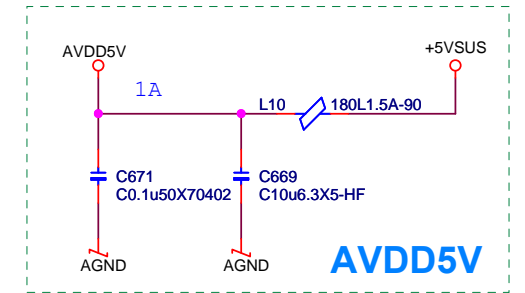 AVDD5V
+5VSUS
1A
L10
180L1.5A-90
C671
C0.1u50X70402
C669
C10u6.3X5-HF
AGND
AGND
AVDD5V